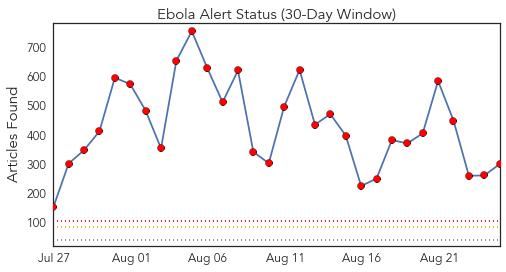 Ebola Alert Status (30-Day Window)
Articles Found
700
600
500
400
300
200
100
Jul 27 Aug 01 Aug 06 Aug 11 Aug 16 Aug 21